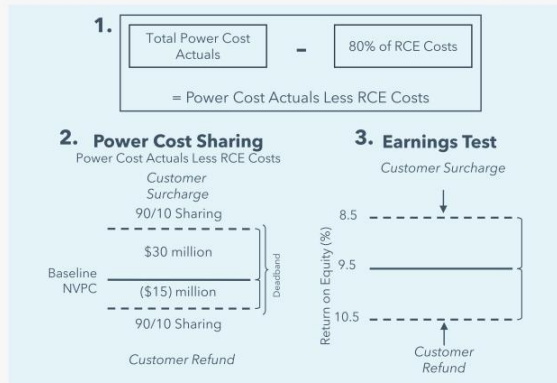 1.
Total Power Cost
Actuals
-
80% of RCE Costs
= Power Cost Actuals Less RCE Costs
2. Power Cost Sharing
Power Cost Actuals Less RCE Costs
Customer
Surcharge
90/10 Sharing
$30 million
Baseline
NVPC
($15) million
90/10 Sharing
Deadband
Customer Refund
3. Earnings Test
Customer Surcharge
Return on Equity (%)
8.5
9.5
10.5
Customer
Refund